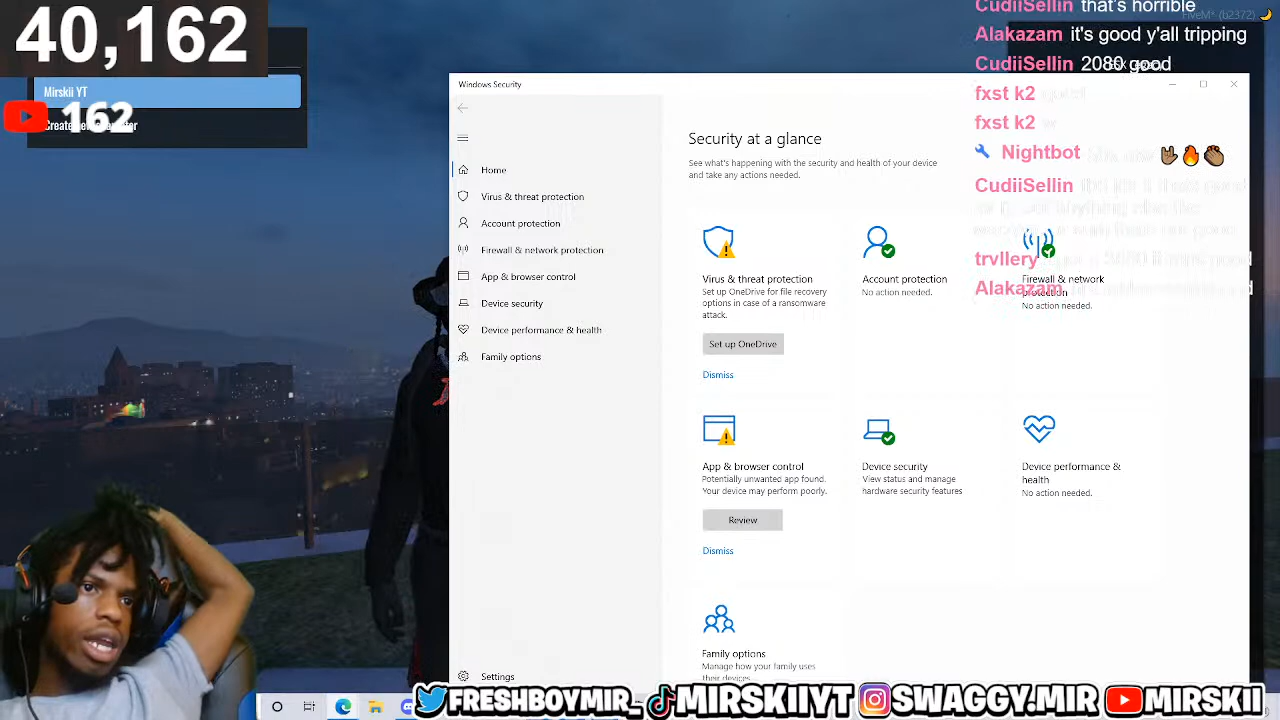 40,162
Mirskii YT
162
CudiiSellin that's horrible
Alakazam it's good y'all tripping
CudiiSellin 2080 good
fxst k2
fxst k2 w
Nightbot
CudiiSellin
trvllery
Alakazam
FiveM* (b2372)
Windows Security
Home
Virus & threat protection
Account protection
Firewall & network protection
App & browser control
Device security
Device performance & health
Family options
Settings
Security at a glance
See what's happening with the security and health of your device
and take any actions needed.
Virus & threat protection
Set up OneDrive for file recovery
options in case of a ransomware
attack.
Set up OneDrive
Dismiss
Account protection
No action needed.
Firewall & network
protection
No action needed.
App & browser control
Potentially unwanted app found.
Your device may perform poorly.
Review
Dismiss
Device security
View status and manage
hardware security features
Device performance &
health
No action needed.
Family options
Manage how your family uses
their devices.
FRESHBOYMIR_
MIRSKIIYT
SWAGGY.MIR
MIRSKII